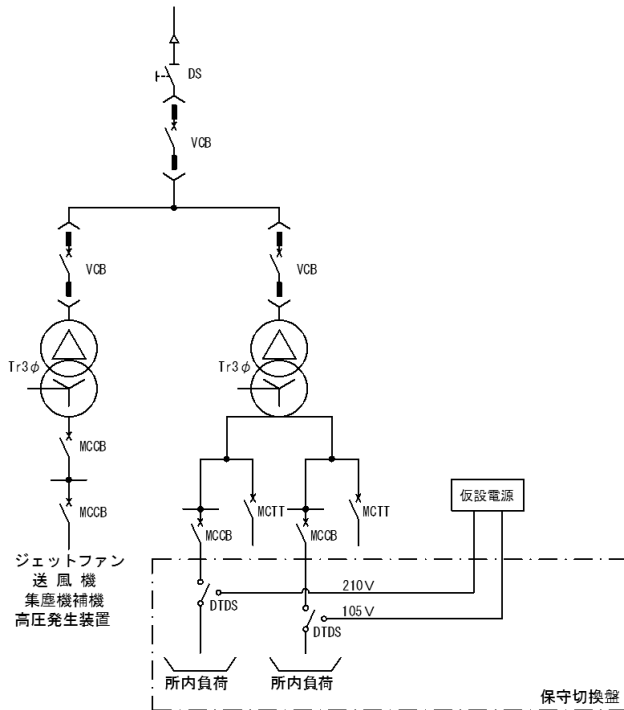 DS
VCB
VCB
VCB
Tr3φ
Tr3φ
MCCB
MCCB
MCTT
MCTT
MCCB
MCCB
仮設電源
ジェットファン
送風機
集塵機補機
高圧発生装置
210V
DTDS
105V
DTDS
所内負荷
所内負荷
保守切換盤